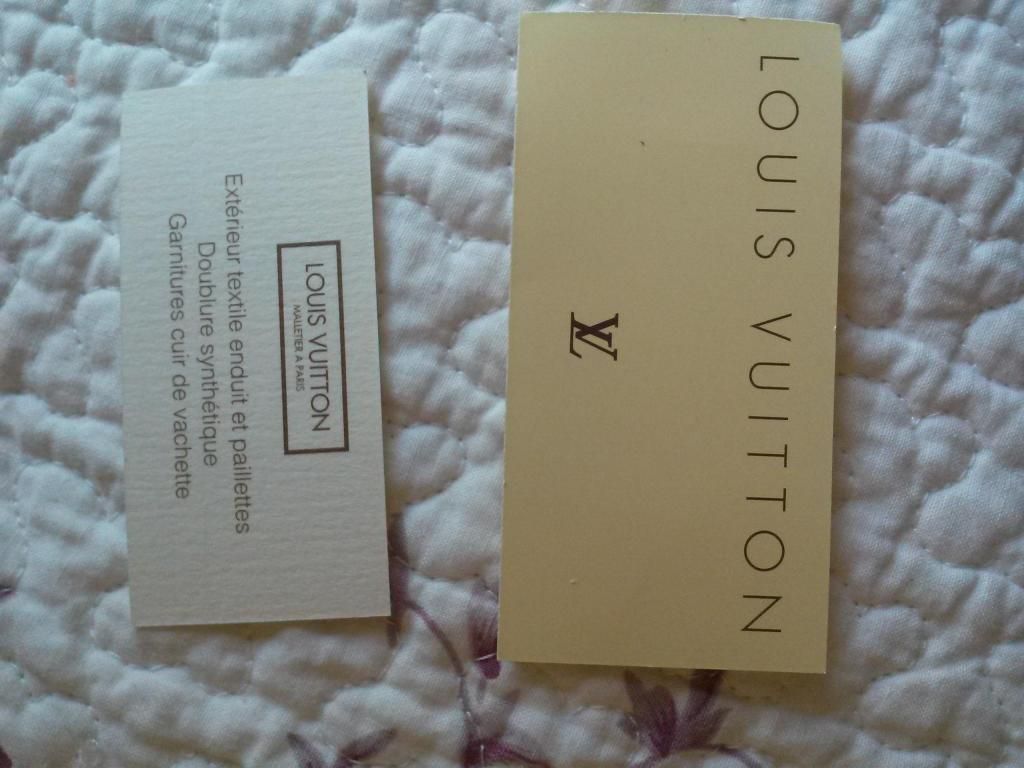 LOUIS VUITTON
MALLETIER A PARIS
Extérieur textile enduit et paillettes
Doublure synthétique
Garnitures cuir de vachette
LOUIS VUITTON
LV